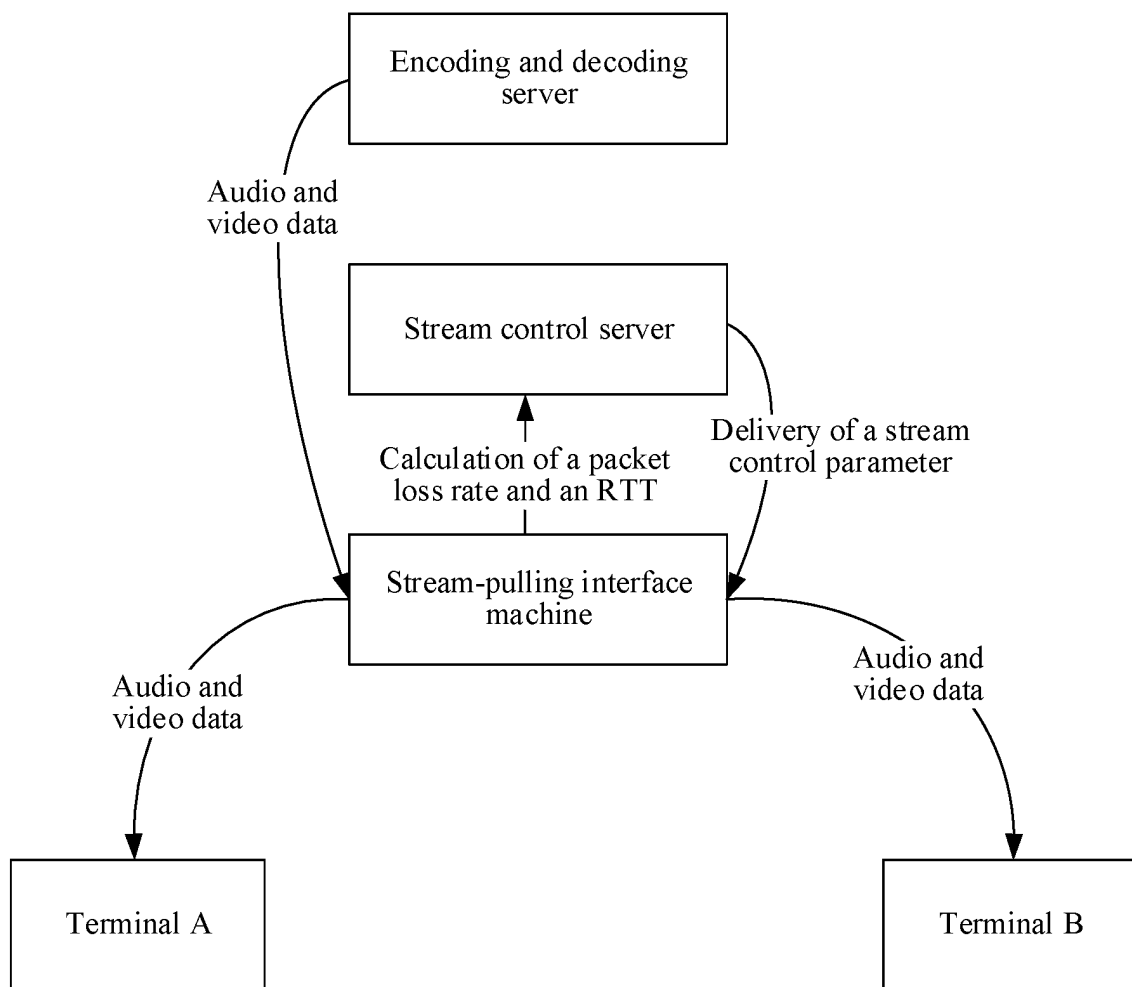 Encoding and decoding
server
Audio and
video data
Stream control server
Delivery of a stream
control parameter
Calculation of a packet
loss rate and an RTT
Stream-pulling interface
machine
Audio and
video data
Audio and
video data
Terminal A
Terminal B